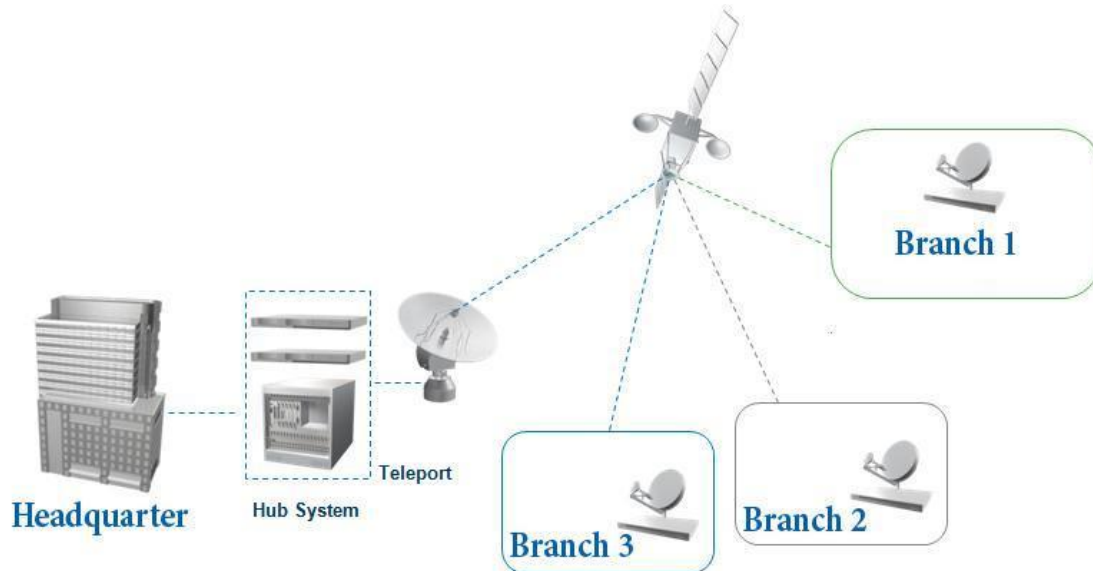 Branch 1
Teleport
Headquarter
Hub System
Branch 3
Branch 2